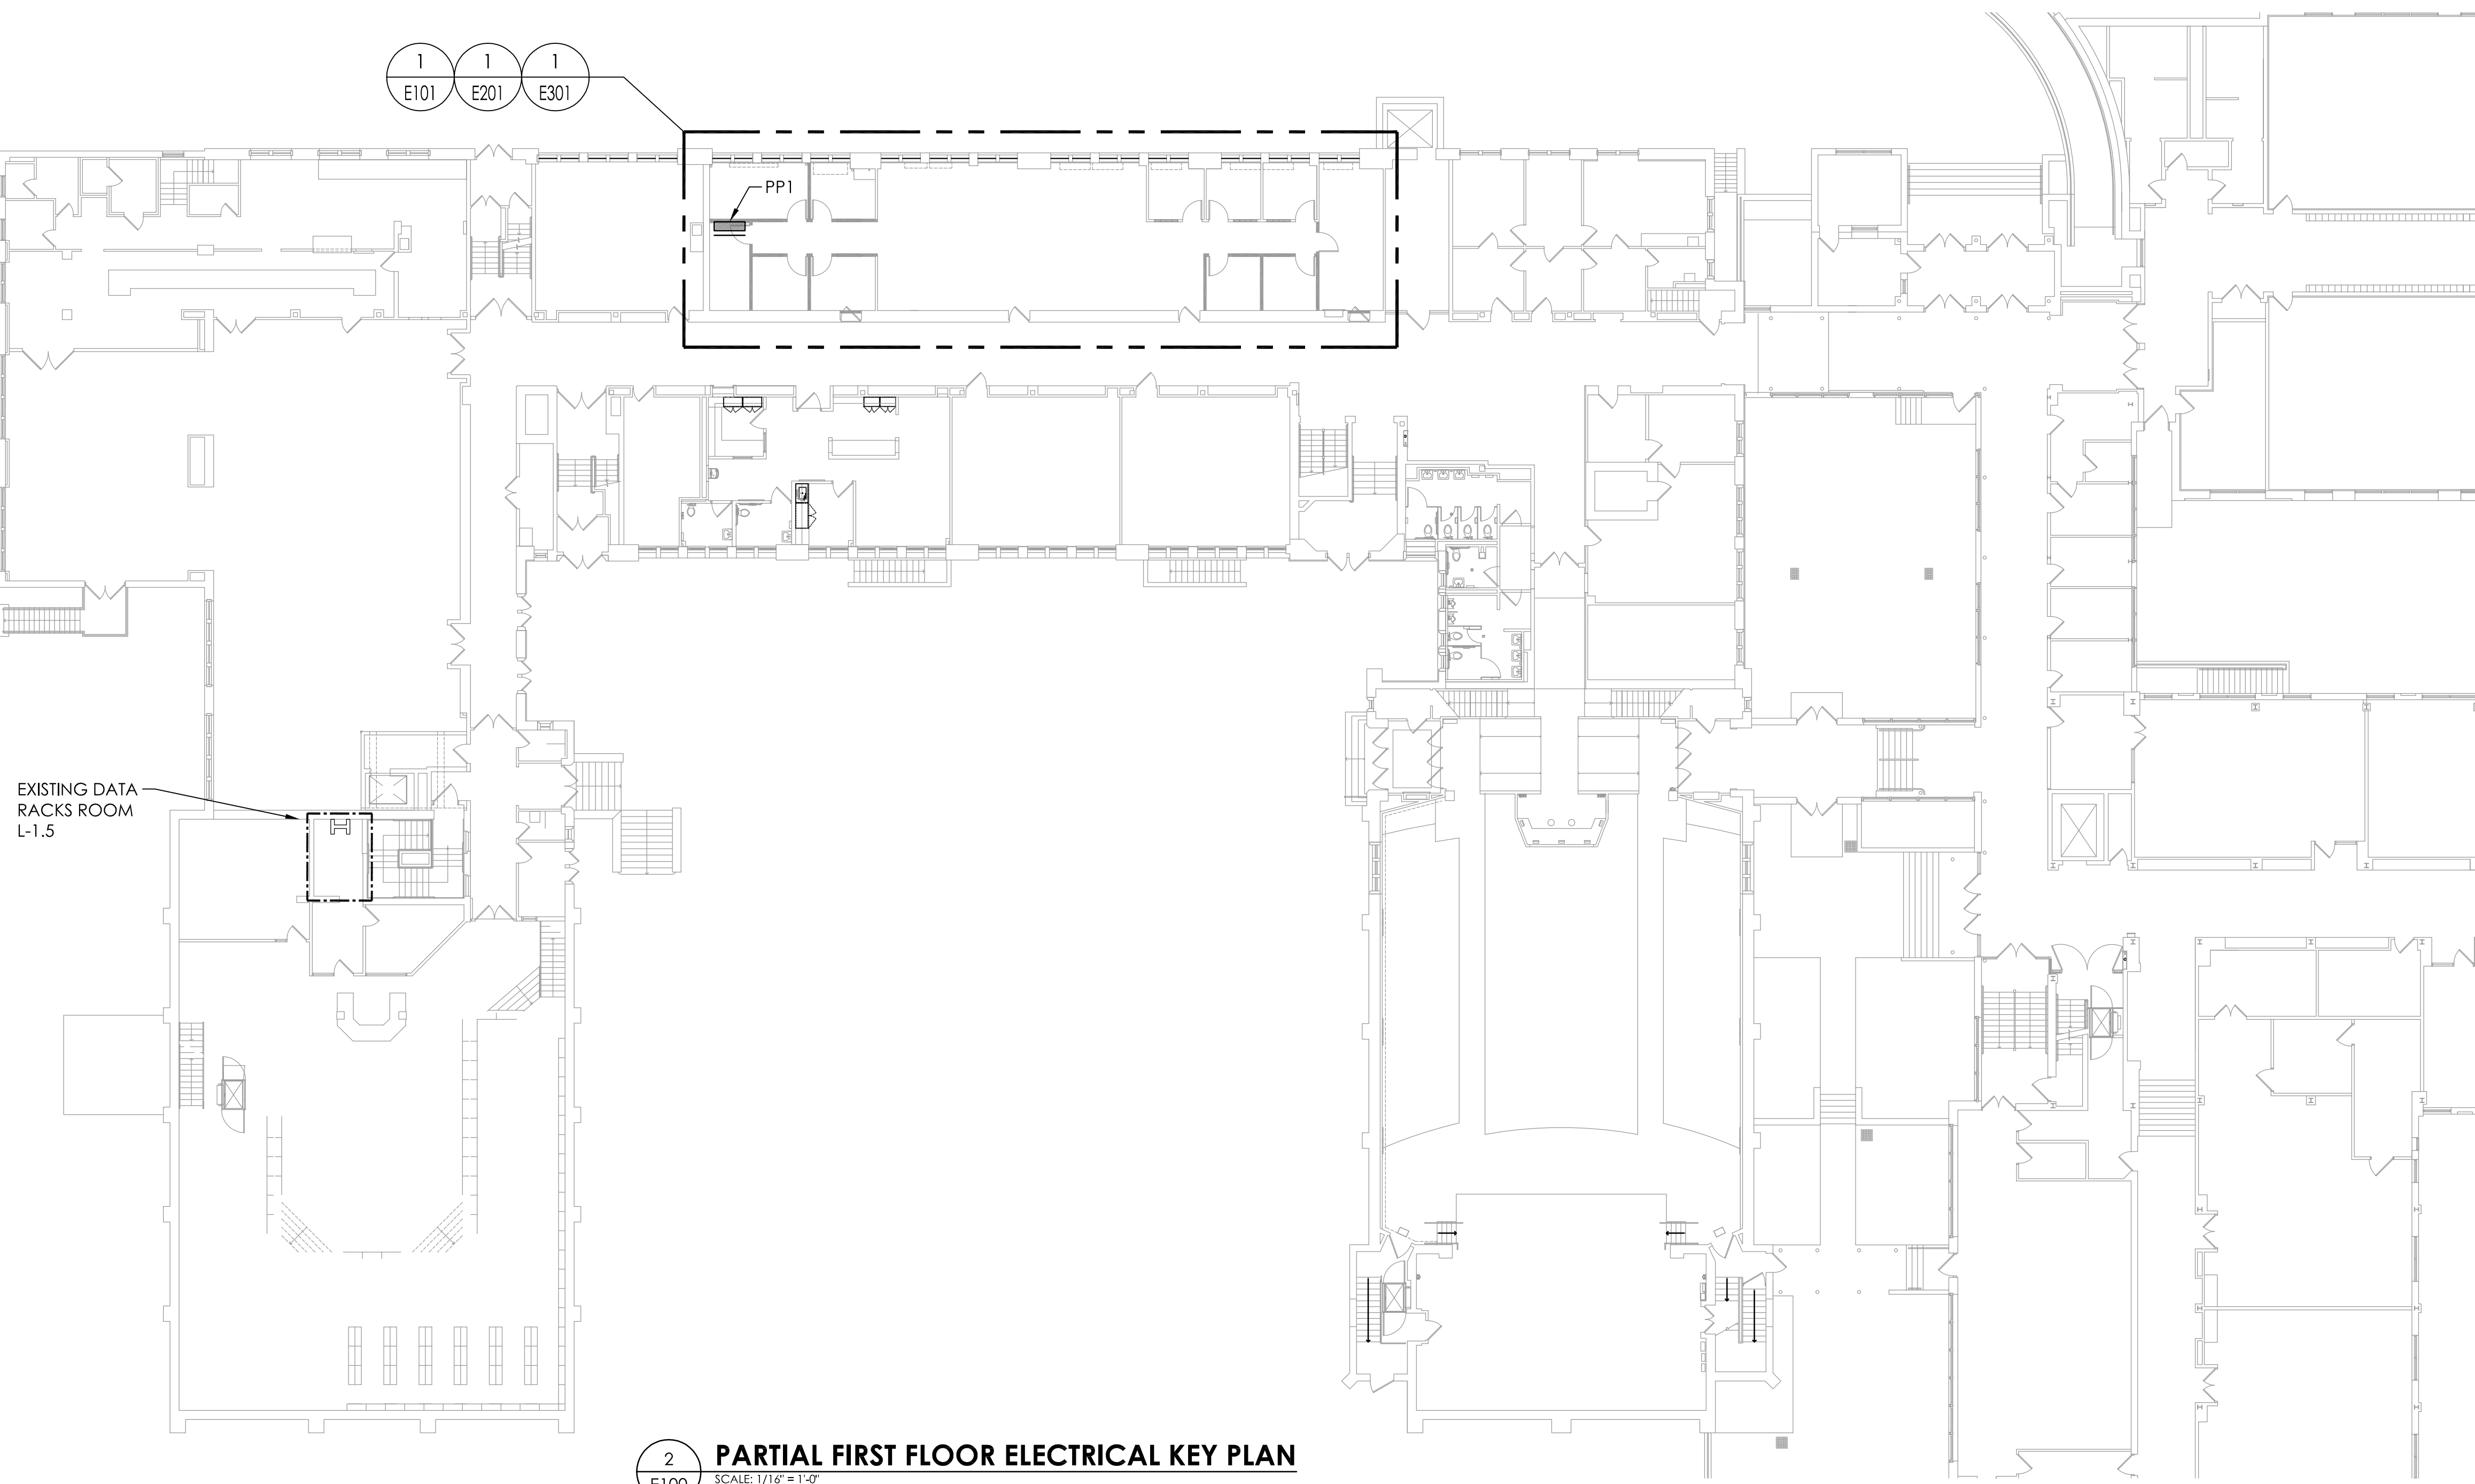 1
E101
1
E201
1
E301
PP1
EXISTING DATA
RACKS ROOM
L-1.5
2
E100
PARTIAL FIRST FLOOR ELECTRICAL KEY PLAN
SCALE: 1/16" = 1'-0"